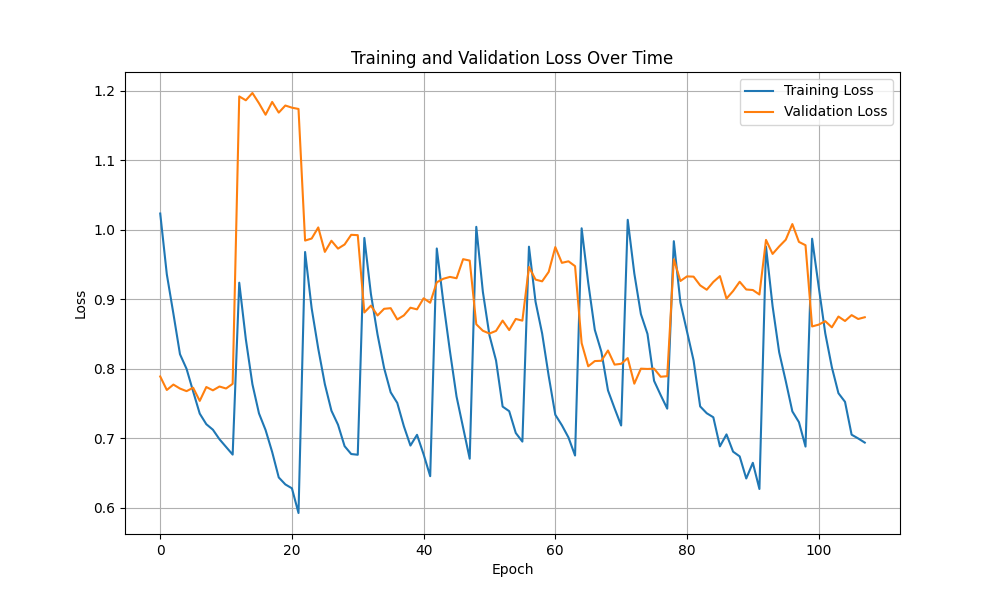 Training and Validation Loss Over Time
Training Loss
Validation Loss
1.2
1.1
1.0
0.9
0.8
0.7
0.6
Loss
0
20
40
60
80
100
Epoch